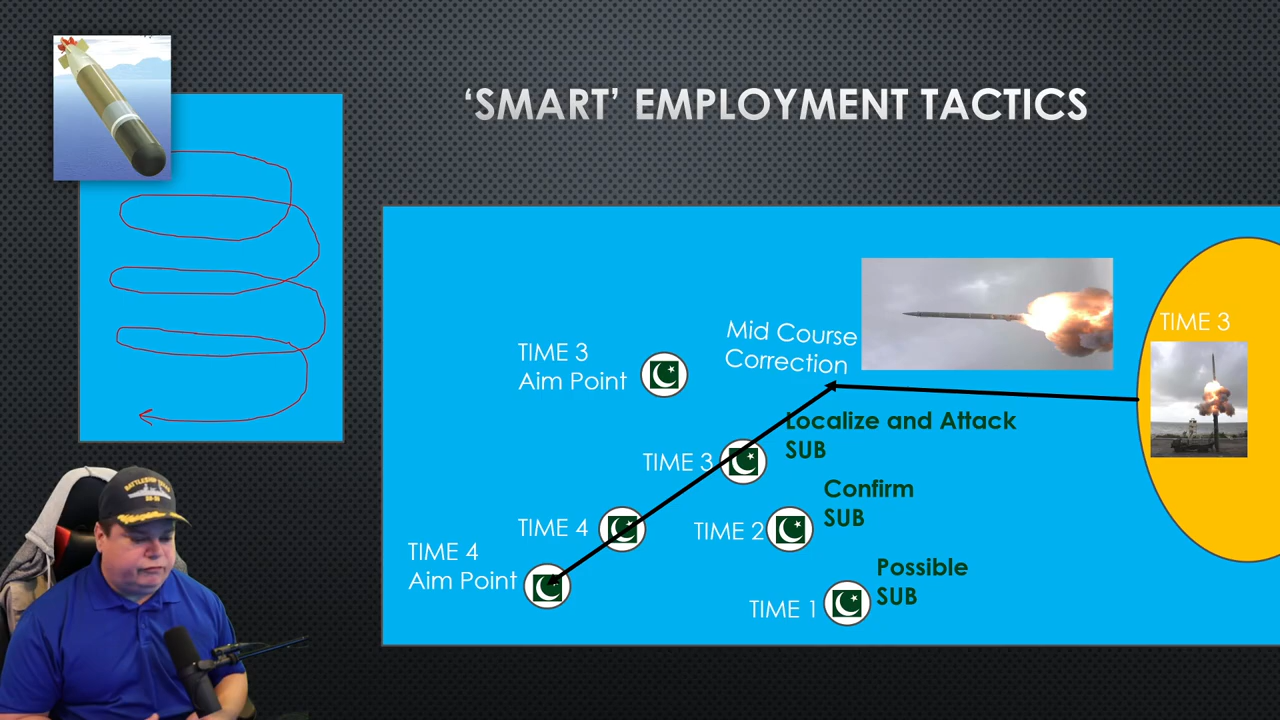 ‘SMART’ EMPLOYMENT TACTICS
TIME 3
Mid Course
Correction
TIME 3
Aim Point
Localize and Attack
SUB
TIME 3
Confirm
SUB
TIME 4
TIME 2
TIME 4
Aim Point
Possible
SUB
TIME 1